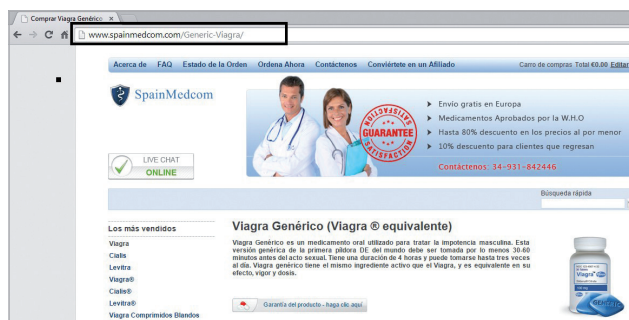 Comprar Viagra Genérico ×
www.spainmedcom.com/Generic-Viagra/
Acerca de FAQ Estado de la Orden Ordena Ahora Contáctenos Conviértete en un Afiliado Carro de compras Total €0.00 Editar
SpainMedcom
SATISFACTION
GUARANTEE
SATISFACTION
Envio gratis en Europa
Medicamentos Aprobados por la W.H.O
Hasta 80% descuento en los precios al por menor
10% descuento para clientes que regresan
Contáctenos: 34-931-842446
LIVE CHAT
ONLINE
Búsqueda rápida
Los más vendidos
Viagra
Cialis
Levitra
Viagra®
Cialis®
Levitra®
Viagra Comprimidos Blandos
Viagra Genérico (Viagra ® equivalente)
Viagra Genérico es un medicamento oral utilizado para tratar la impotencia masculina. Esta
versión genérica de la primera píldora DE del mundo debe ser tomada por lo menos 30-60
minutos antes del acto sexual. Tiene una duración de 4 horas y puede tomarse hasta tres veces
al día. Viagra genérico tiene el mismo ingrediente activo que el Viagra, y es equivalente en su
efecto, vigor y dosis.
Garantía del producto - haga clic aquí
Viagra
GENERIC